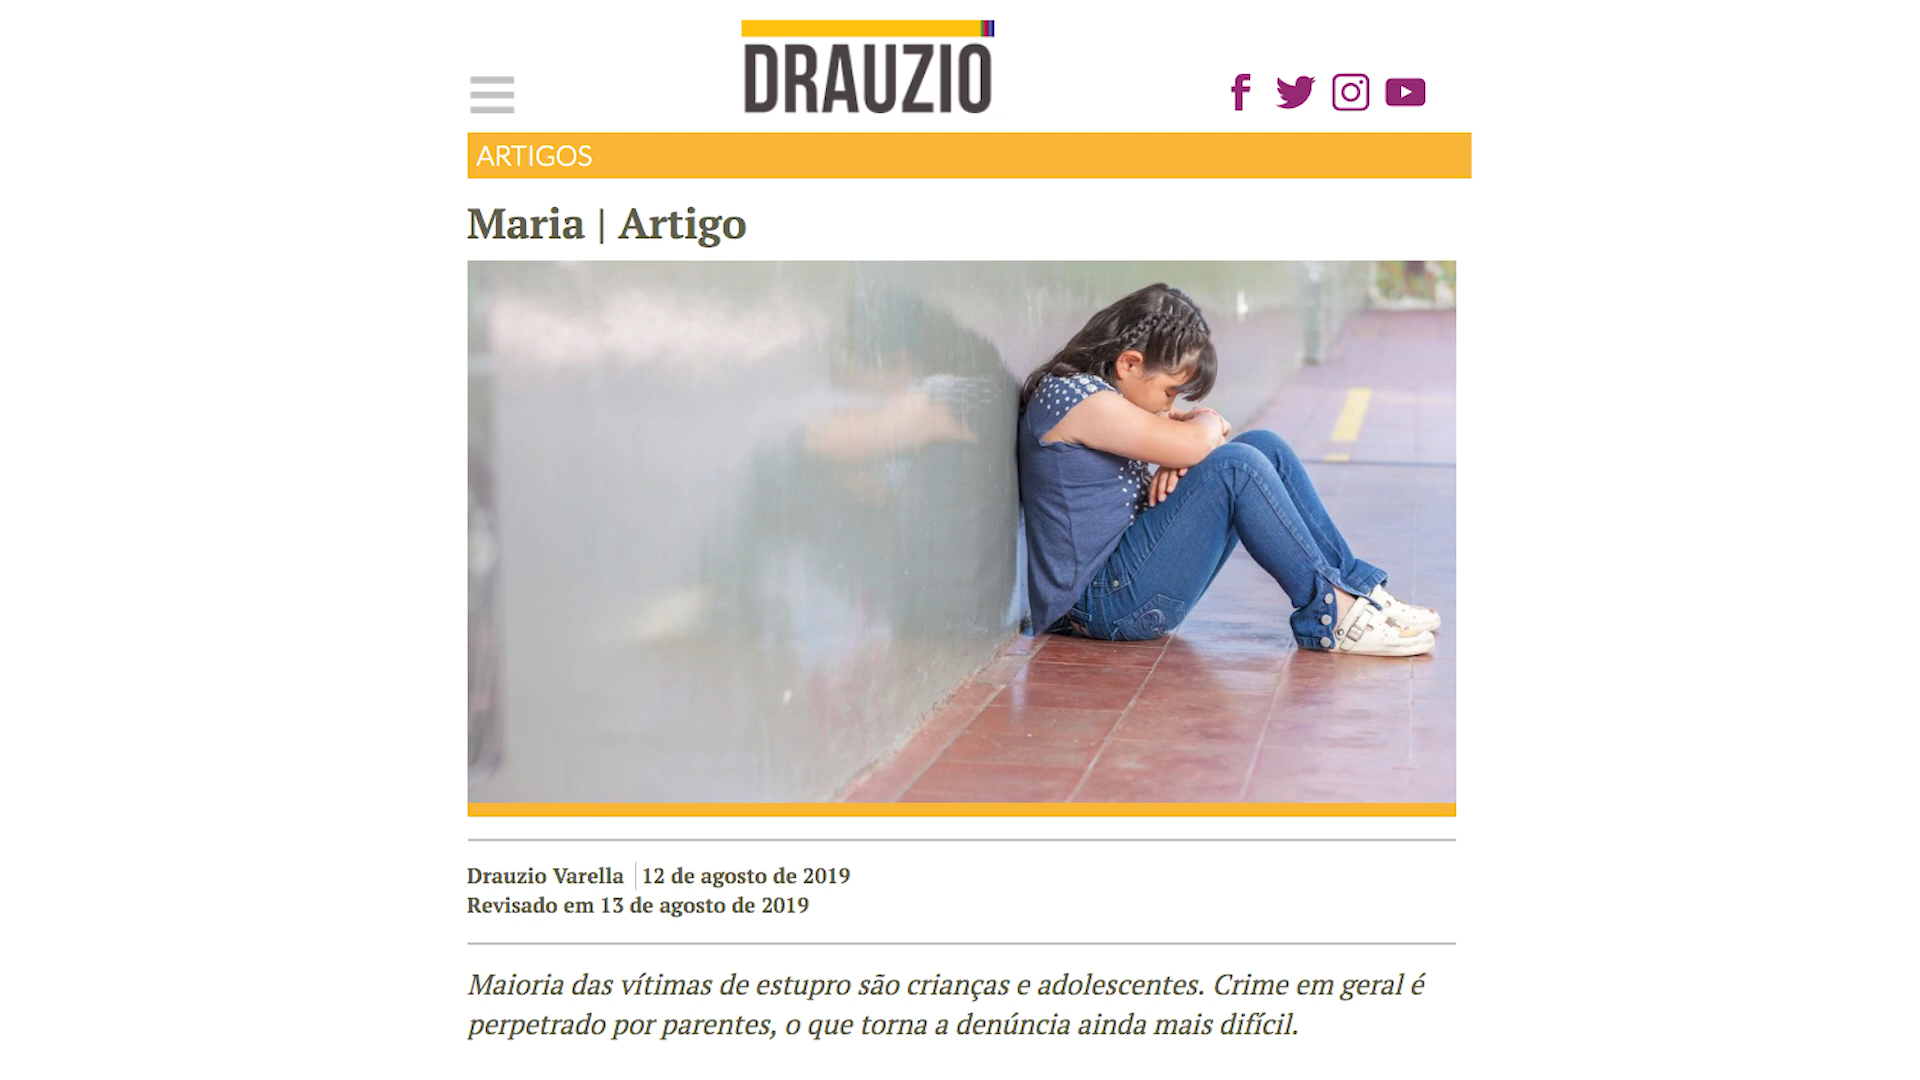 DRAUZIO
ARTIGOS
Maria | Artigo
Drauzio Varella | 12 de agosto de 2019
Revisado em 13 de agosto de 2019
Maioria das vítimas de estupro são crianças e adolescentes. Crime em geral é
perpetrado por parentes, o que torna a denúncia ainda mais difícil.